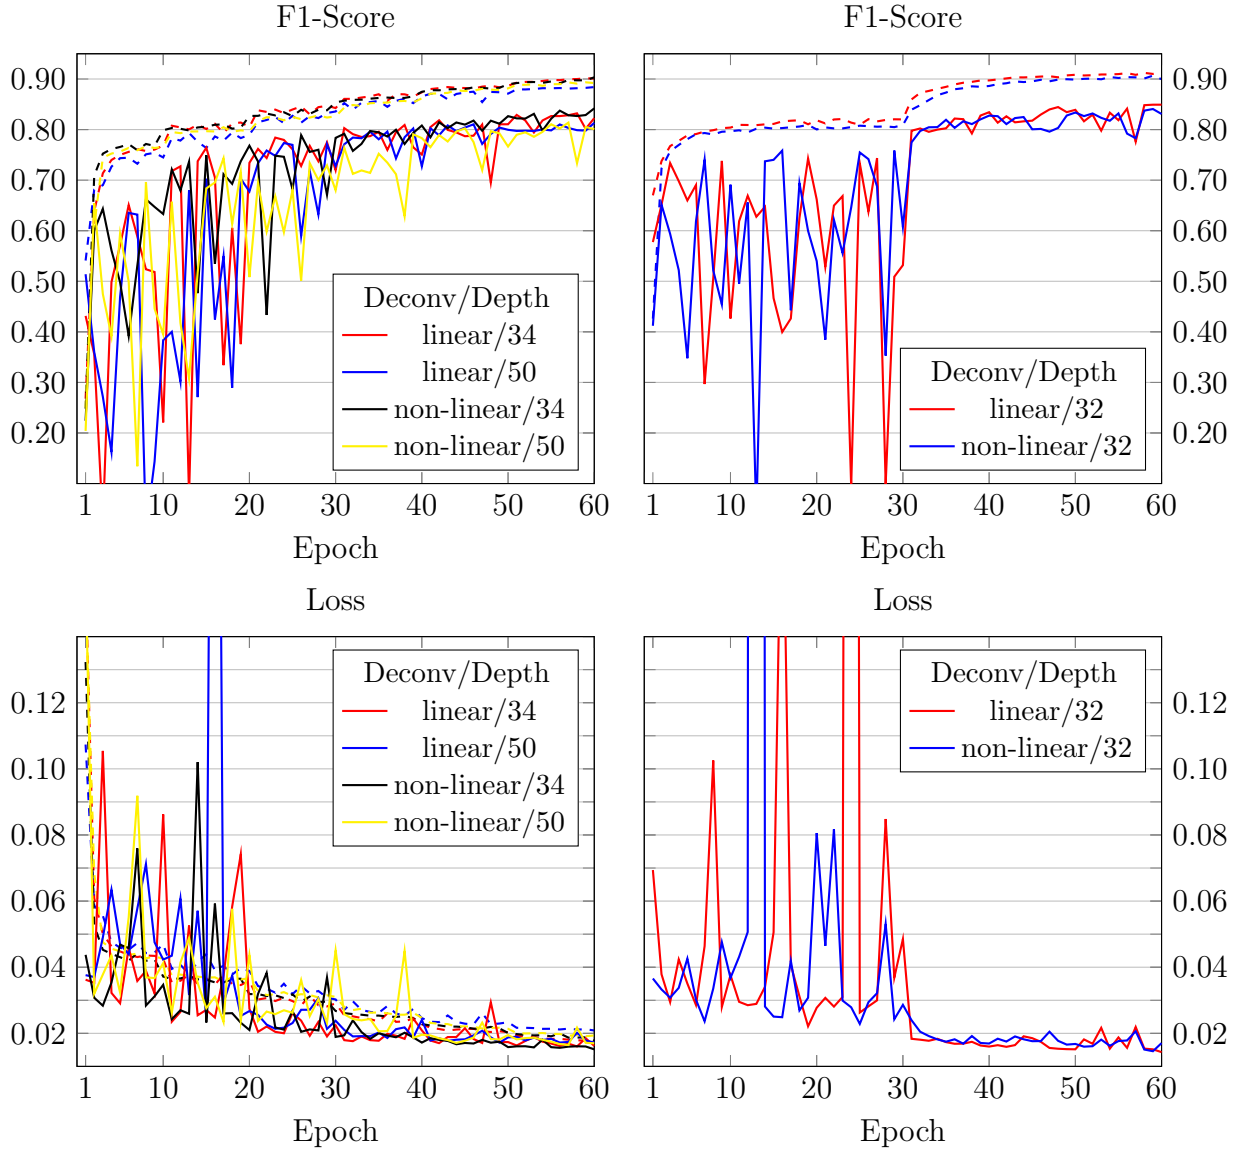 F1-Score
0.90
0.80
0.70
0.60
0.50
0.40
0.30
0.20
Deconv/Depth
linear/34
linear/50
non-linear/34
non-linear/50
1 10 20 30 40 50 60
Epoch
F1-Score
0.90
0.80
0.70
0.60
0.50
0.40
0.30
0.20
Deconv/Depth
linear/32
non-linear/32
1 10 20 30 40 50 60
Epoch
Loss
0.12
0.10
0.08
0.06
0.04
0.02
Deconv/Depth
linear/34
linear/50
non-linear/34
non-linear/50
1 10 20 30 40 50 60
Epoch
Loss
0.12
0.10
0.08
0.06
0.04
0.02
Deconv/Depth
linear/32
non-linear/32
1 10 20 30 40 50 60
Epoch